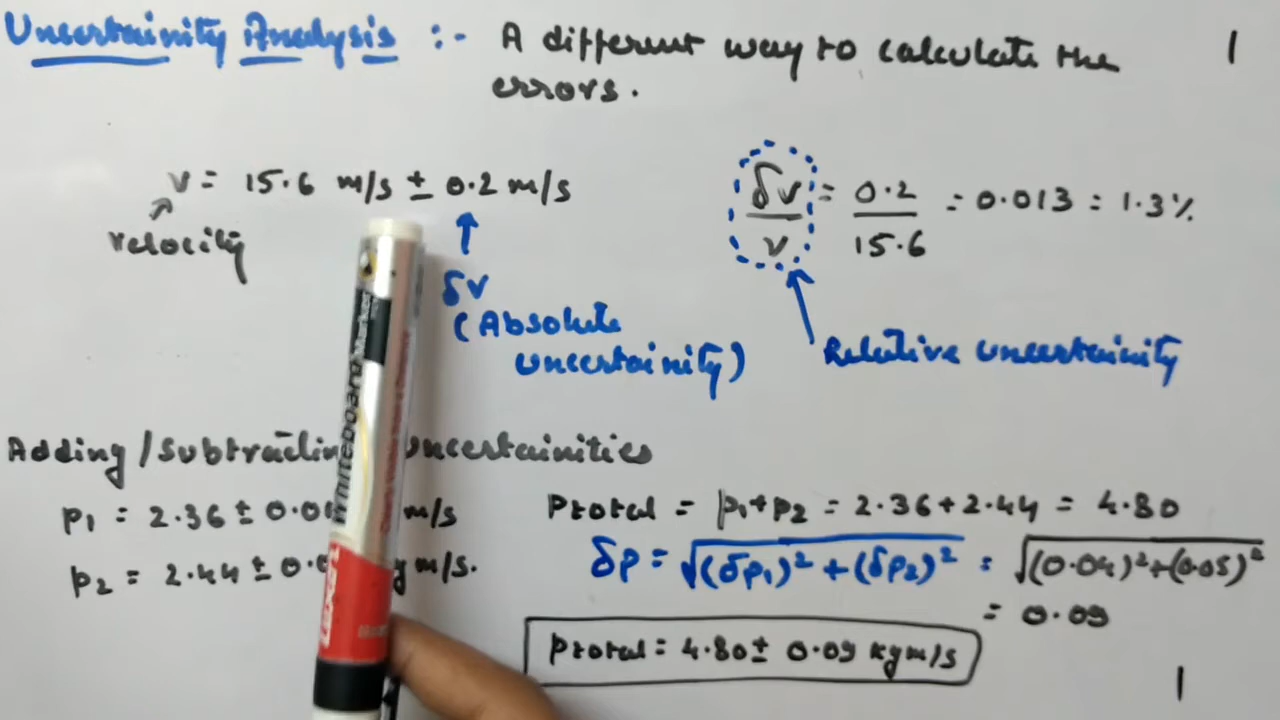 Uncertainity Analysis :- A different way to calculate the errors.
1
v = 15.6 m/s ± 0.2 m/s
velocity
δv
(Absolute
uncertainity)
δv/v = 0.2/15.6 = 0.013 = 1.3%
Relative uncertainity
Adding/Subtracting uncertainities
p1 = 2.36 ± 0.0 m/s
p2 = 2.44 ± 0.0 g m/s.
Ptotal = p1+p2 = 2.36+2.44 = 4.80
δp = √(δp1)²+(δp2)² = √(0.04)²+(0.05)²
= 0.09
Ptotal = 4.80 ± 0.09 kg m/s
1
whiteboard Marker